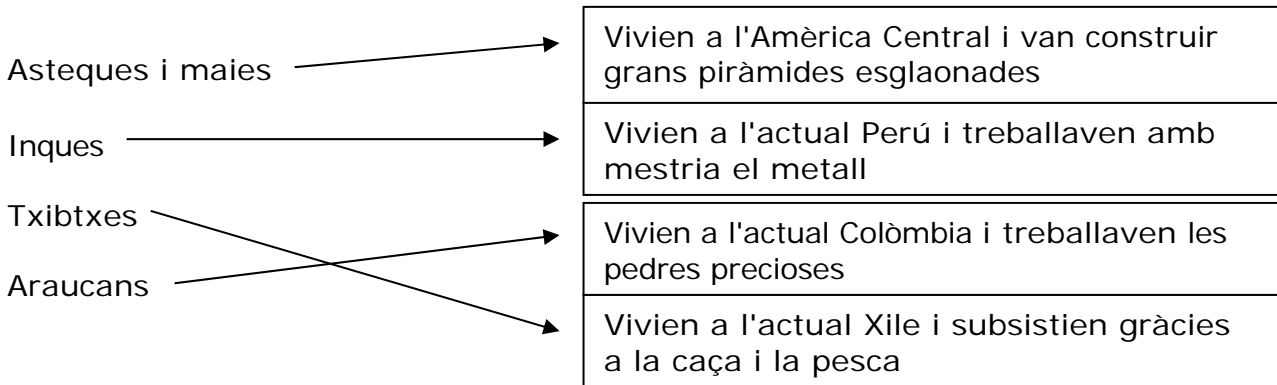 Asteques i maies
Vivien a l'Amèrica Central i van construir
grans piràmides esglaonades
Inques
Vivien a l'actual Perú i treballaven amb
mestria el metall
Txibtxes
Vivien a l'actual Colòmbia i treballaven les
pedres precioses
Araucans
Vivien a l'actual Xile i subsistien gràcies
a la caça i la pesca